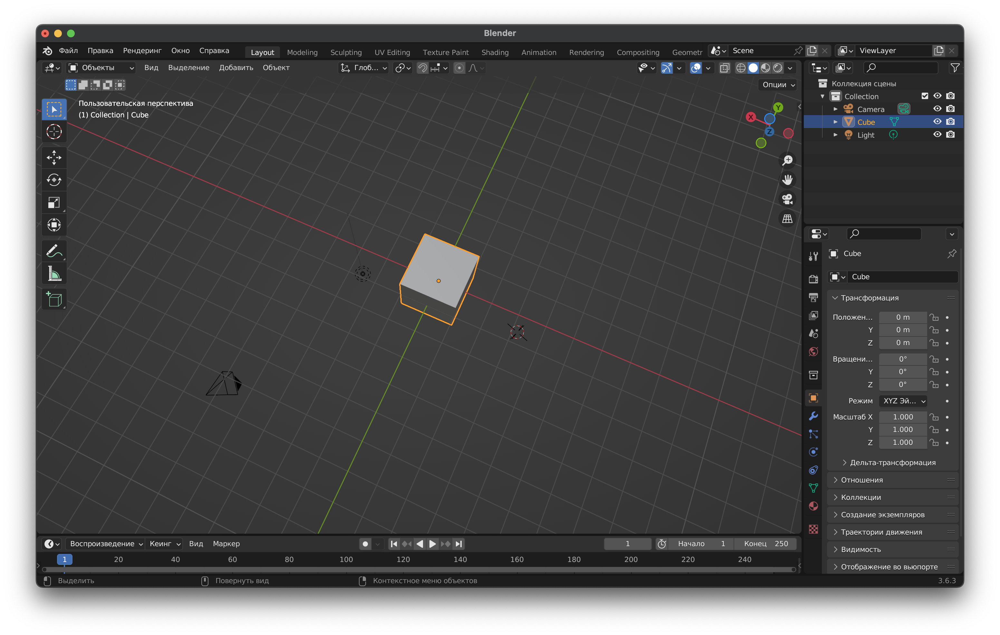 Blender
Файл Правка Рендеринг Окно Справка Layout Modeling Sculpting UV Editing Texture Paint Shading Animation Rendering Compositing Geometr Scene ViewLayer
Объекты Вид Выделение Добавить Объект Глоб...
Опции
Пользовательская перспектива
(1) Collection | Cube
Y
X
Z
Коллекция сцены
Collection
Camera
Cube
Light
Cube
Cube
Трансформация
Положен... 0 m
Y 0 m
Z 0 m
Вращени... 0°
Y 0°
Z 0°
Режим XYZ Эй...
Масштаб X 1.000
Y 1.000
Z 1.000
Дельта-трансформация
Отношения
Коллекции
Создание экземпляров
Траектории движения
Видимость
Отображение во вьюпорте
Воспроизведение Кеинг Вид Маркер 1 Начало 1 Конец 250
1 20 40 60 80 100 120 140 160 180 200 220 240
Выделить Повернуть вид Контекстное меню объектов 3.6.3